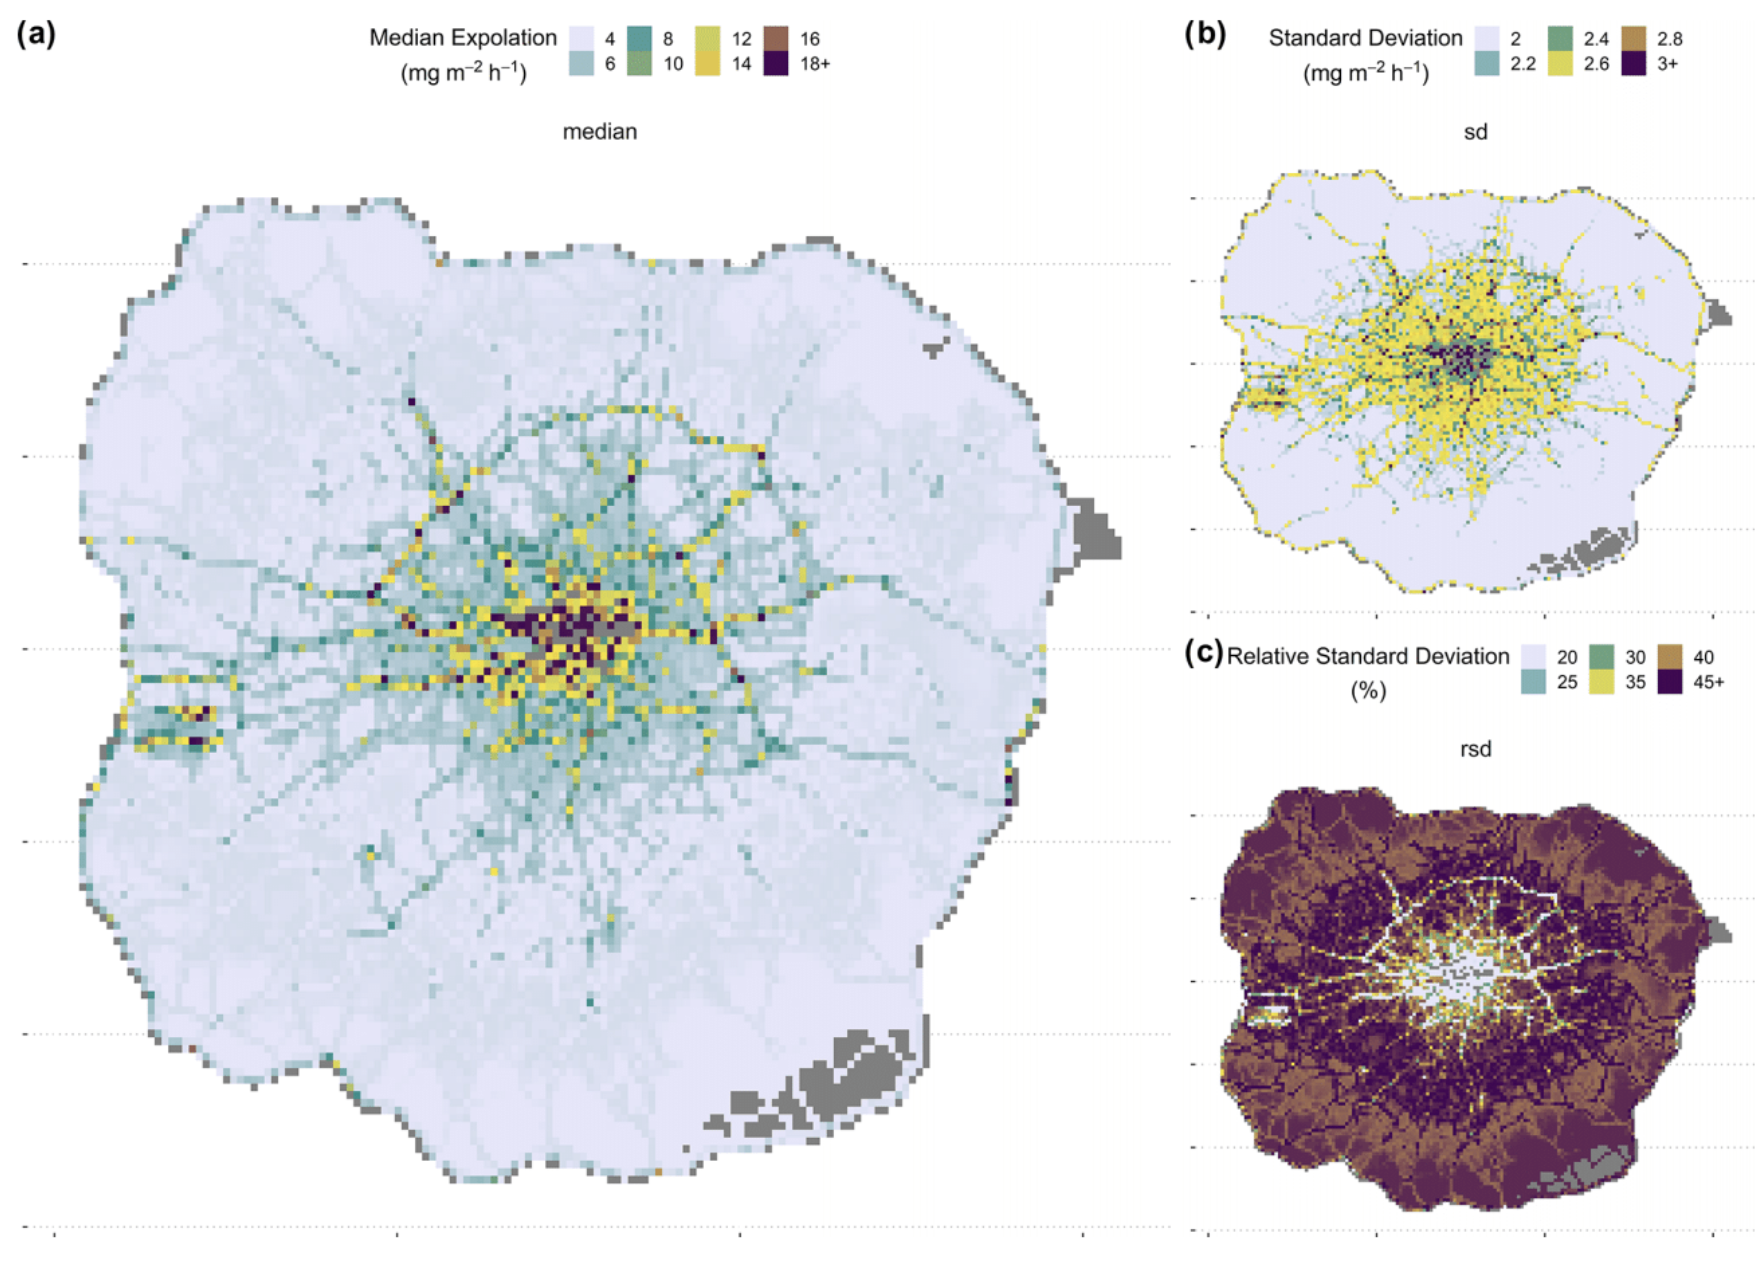 (a)
Median Expolation
(mg m⁻² h⁻¹)
4 8 12 16
6 10 14 18+
median
(b)
Standard Deviation
(mg m⁻² h⁻¹)
2 2.4 2.8
2.2 2.6 3+
sd
(c) Relative Standard Deviation
(%)
20 30 40
25 35 45+
rsd